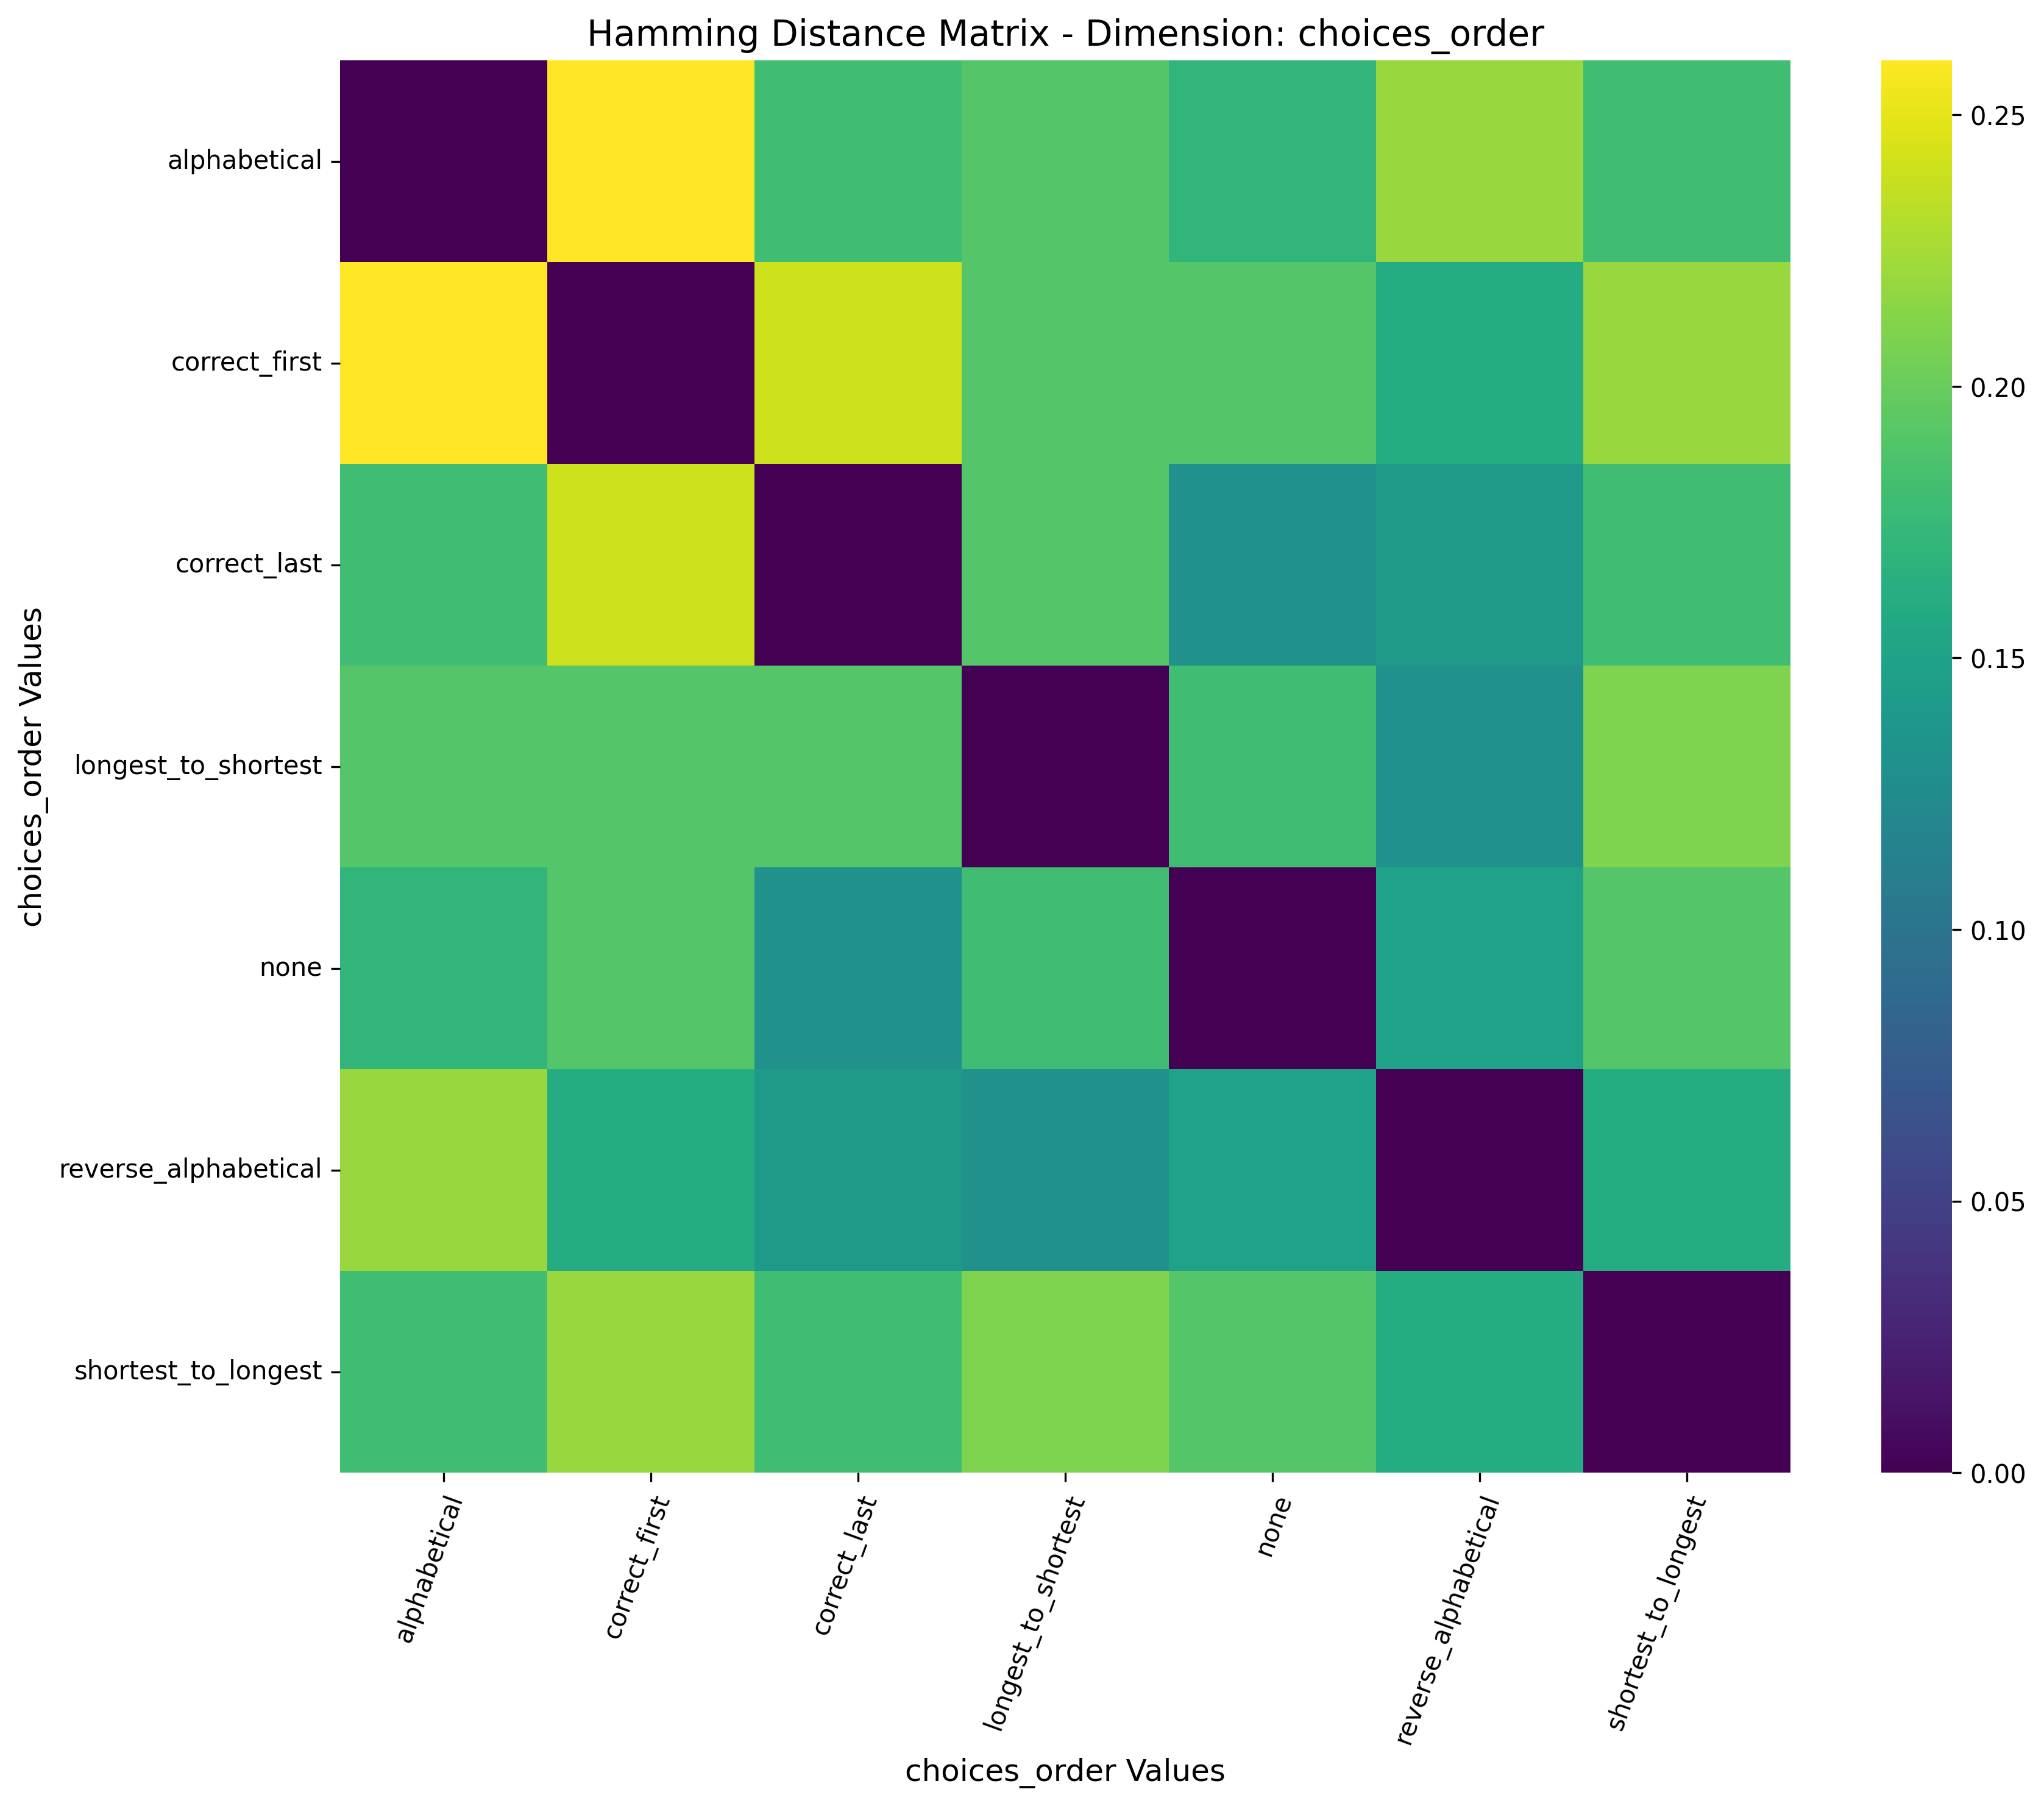 Hamming Distance Matrix - Dimension: choices_order
choices_order Values
alphabetical
correct_first
correct_last
longest_to_shortest
none
reverse_alphabetical
shortest_to_longest
0.25
0.20
0.15
0.10
0.05
0.00
alphabetical
correct_first
correct_last
longest_to_shortest
none
reverse_alphabetical
shortest_to_longest
choices_order Values